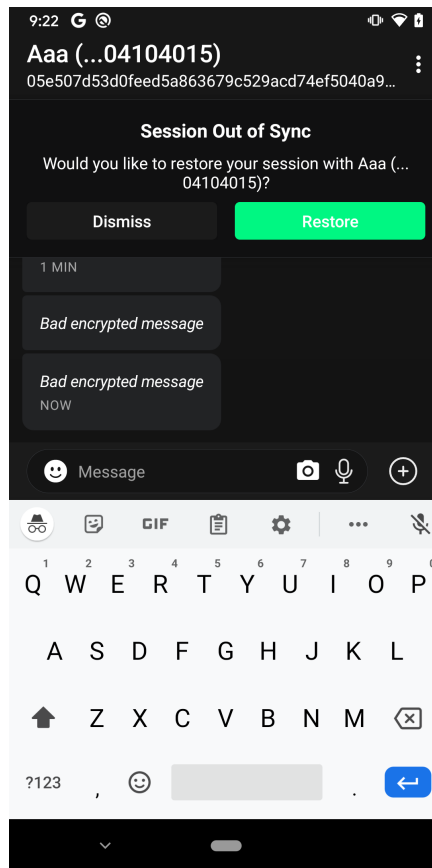 9:22 G
Aaa (...04104015)
05e507d53d0feed5a863679c529acd74ef5040a9...
Session Out of Sync
Would you like to restore your session with Aaa (...
04104015)?
Dismiss Restore
1 MIN
Bad encrypted message
Bad encrypted message
NOW
Message
GIF
1 2 3 4 5 6 7 8 9 0
Q W E R T Y U I O P
A S D F G H J K L
Z X C V B N M
?123 , .